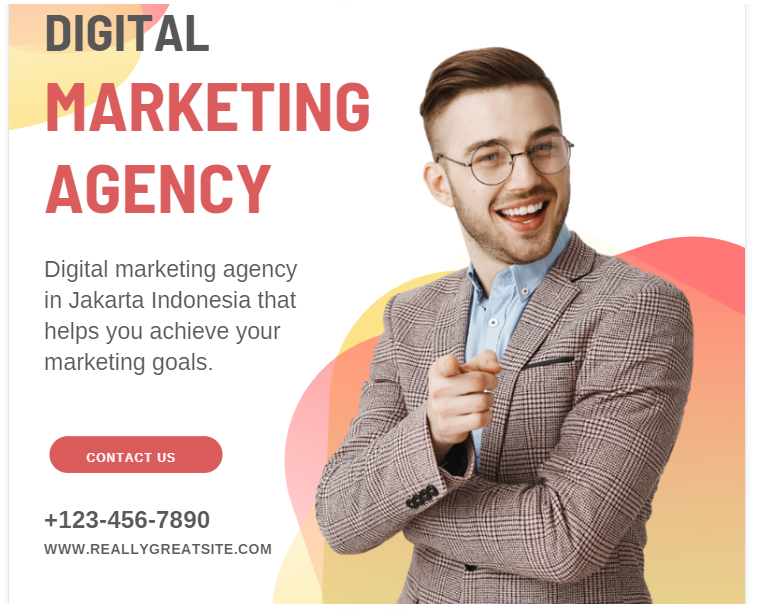 DIGITAL
MARKETING
AGENCY
Digital marketing agency
in Jakarta Indonesia that
helps you achieve your
marketing goals.
CONTACT US
+123-456-7890
WWW.REALLYGREATSITE.COM